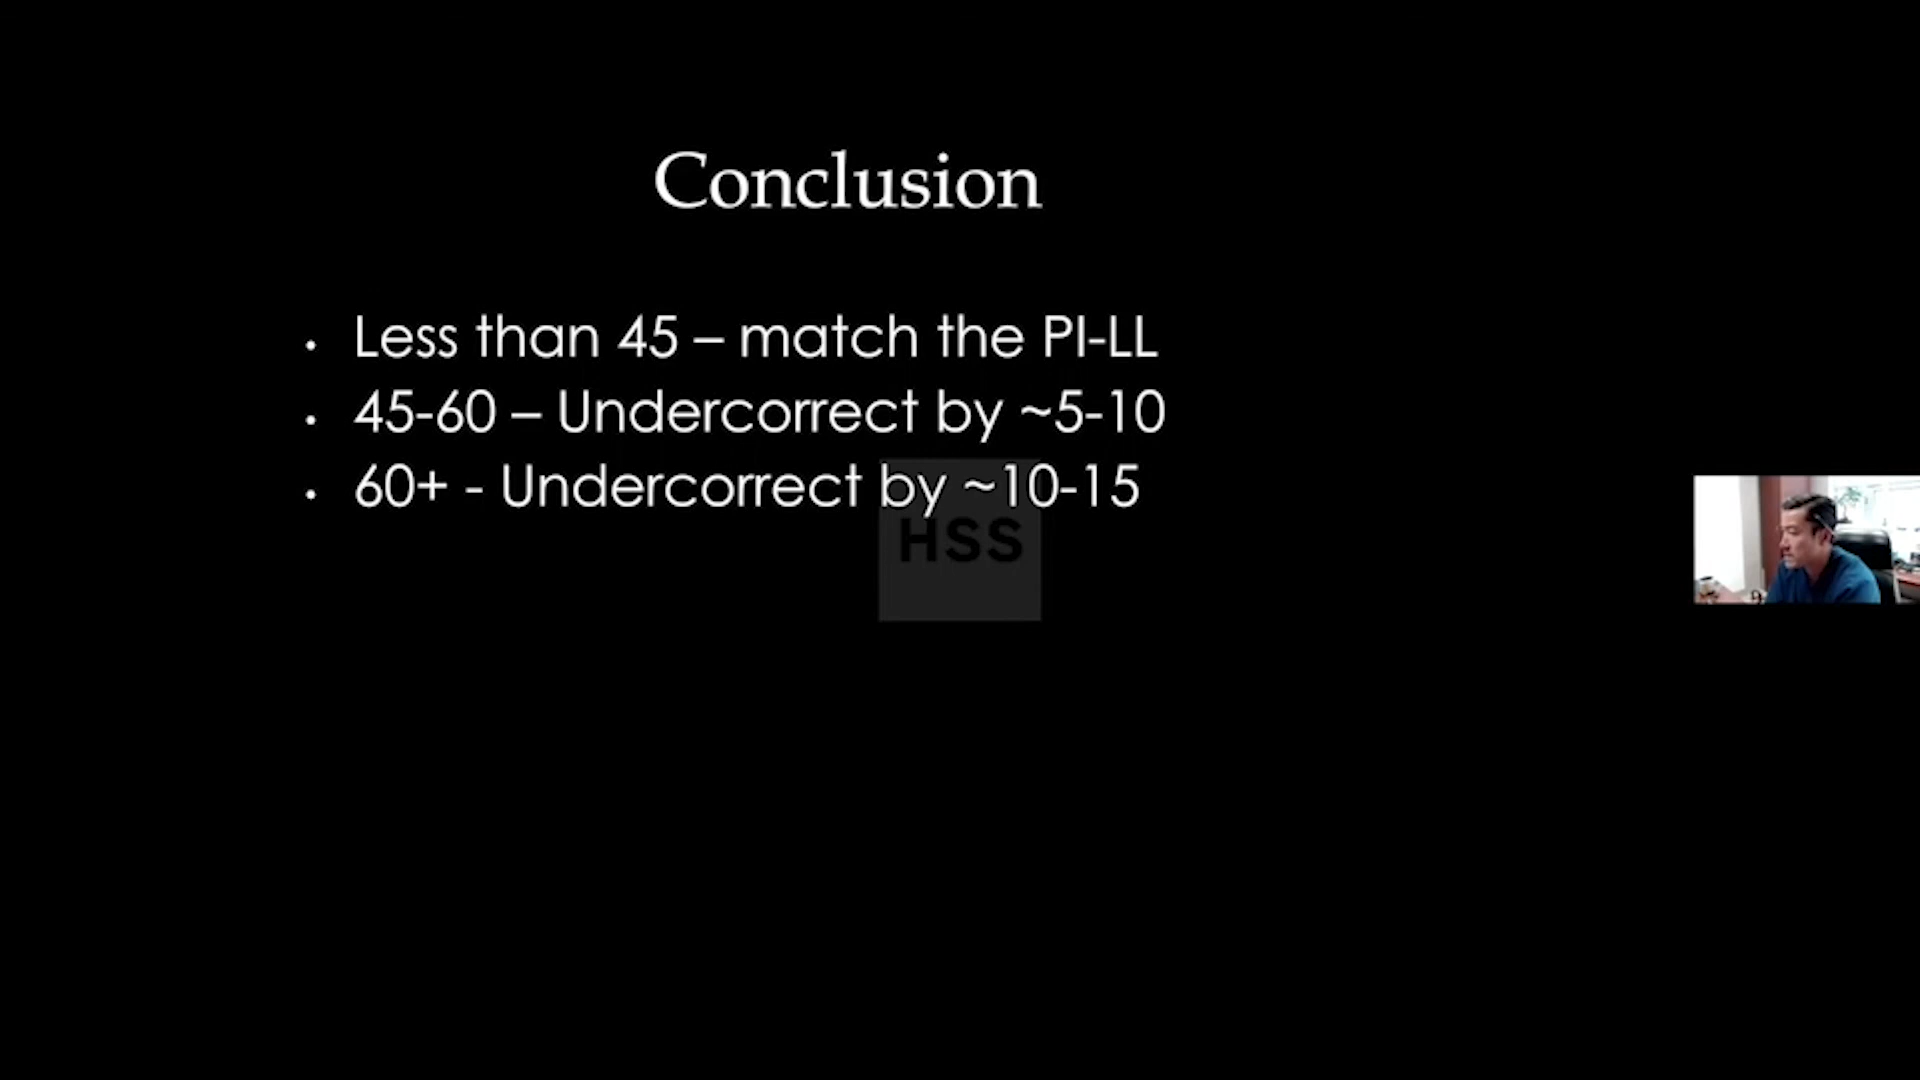 Conclusion
• Less than 45 – match the PI-LL
• 45-60 – Undercorrect by ~5-10
• 60+ - Undercorrect by ~10-15
HSS